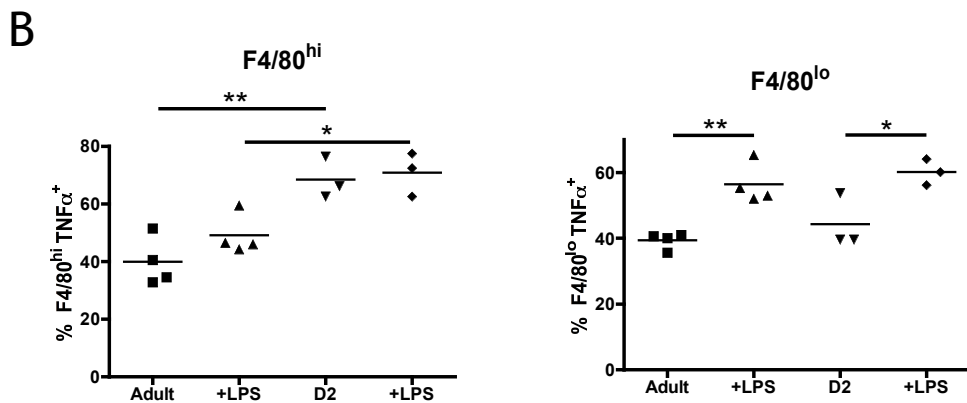 B
F4/80hi
**
*
80
60
40
20
0
% F4/80hi TNFα+
Adult +LPS D2 +LPS
F4/80lo
** *
60
40
20
0
% F4/80lo TNFα+
Adult +LPS D2 +LPS